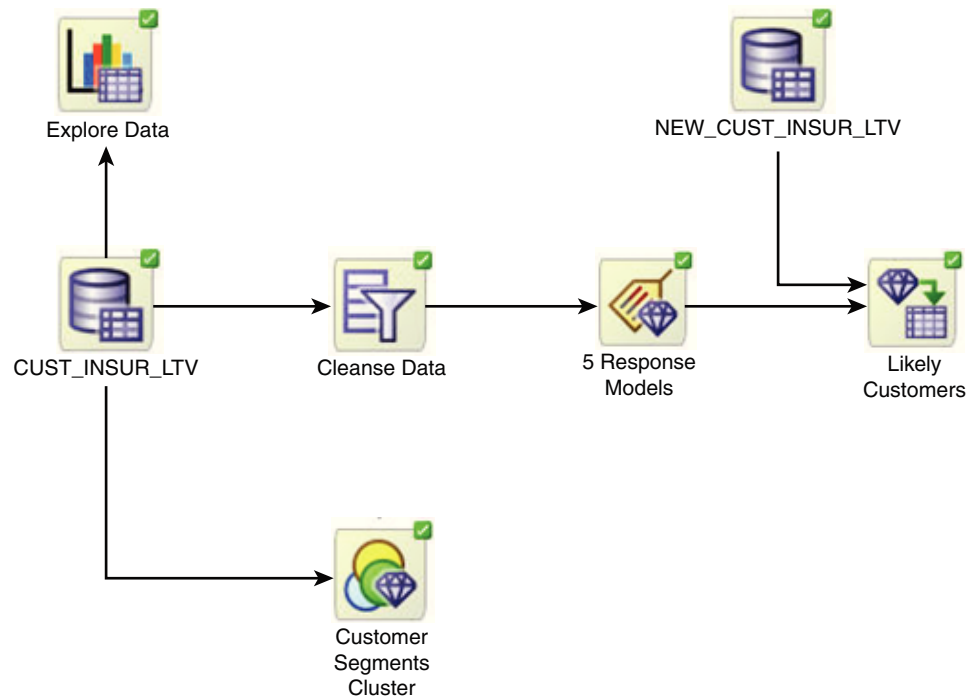 Explore Data
NEW_CUST_INSUR_LTV
CUST_INSUR_LTV
Cleanse Data
5 Response
Models
Likely
Customers
Customer
Segments
Cluster